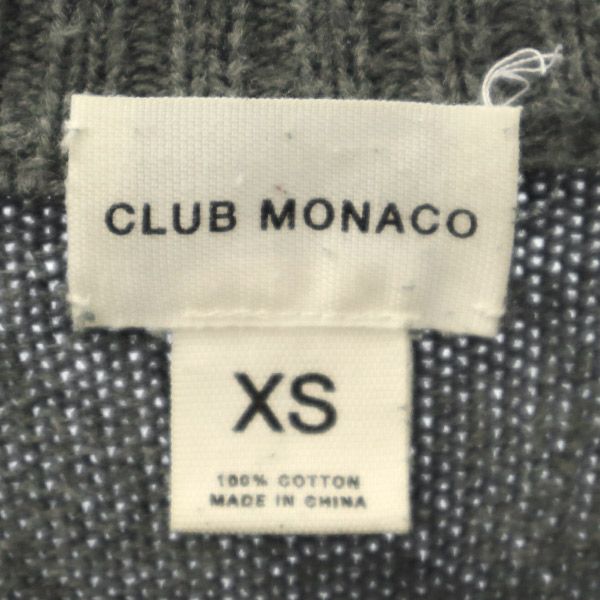 CLUB MONACO
XS
100% COTTON
MADE IN CHINA